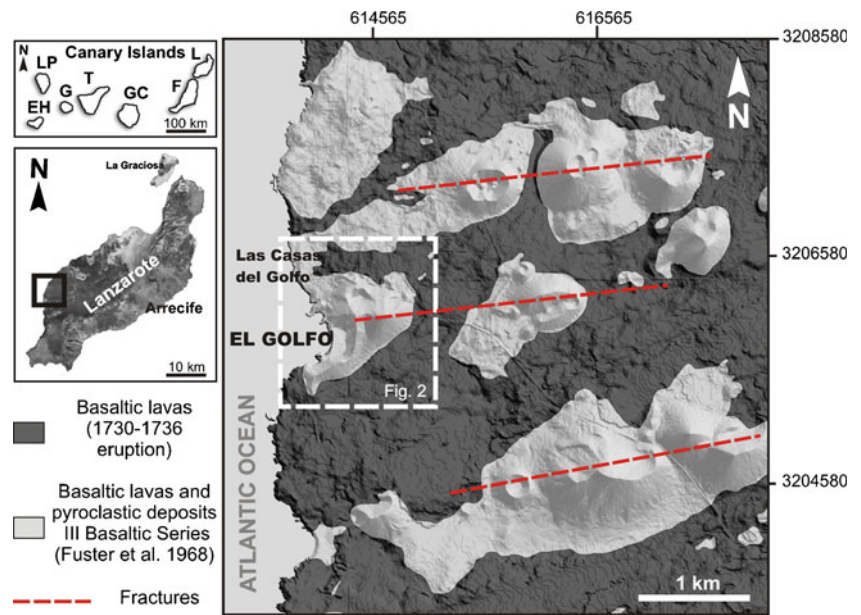 614565
616565
3208580
3206580
3204580
Canary Islands
N
LP
EH
G
T
GC
F
L
100 km
N
La Graciosa
Lanzarote
Arrecife
10 km
Basaltic lavas
(1730-1736
eruption)
Basaltic lavas and
pyroclastic deposits
III Basaltic Series
(Fuster et al. 1968)
Fractures
N
Las Casas
del Golfo
EL GOLFO
Fig. 2
ATLANTIC OCEAN
1 km